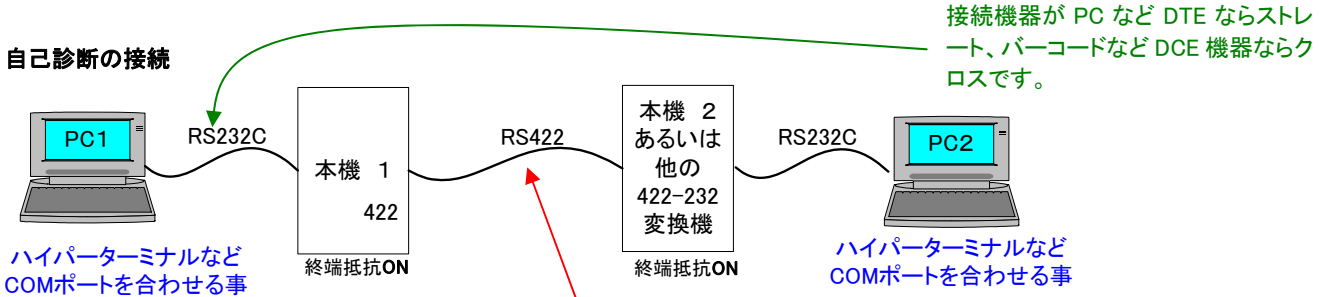 接続機器が PC など DTE ならストレ
ート、バーコードなど DCE 機器ならク
ロスです。
自己診断の接続
PC1
RS232C
本機 1
422
終端抵抗ON
RS422
本機 2
あるいは
他の
422-232
変換機
終端抵抗ON
RS232C
PC2
ハイパーターミナルなど
COMポートを合わせる事
ハイパーターミナルなど
COMポートを合わせる事